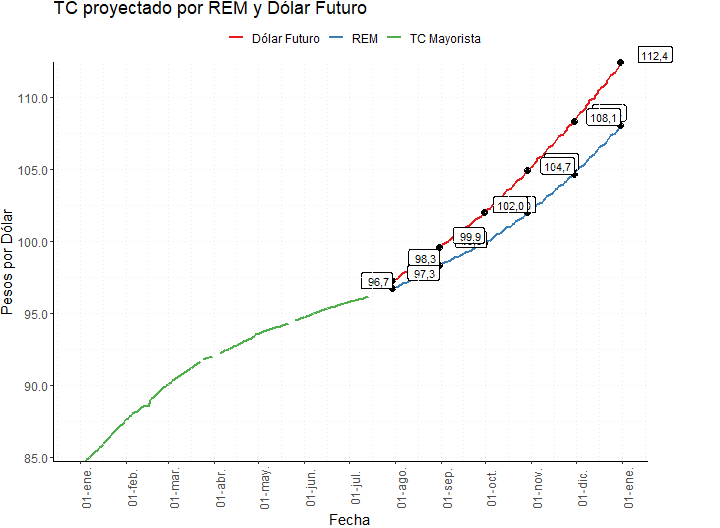 TC proyectado por REM y Dólar Futuro
Dólar Futuro REM TC Mayorista
Pesos por Dólar
110.0
105.0
100.0
95.0
90.0
85.0
112,4
108,1
104,7
102,0
99,9
98,3
97,3
96,7
01-ene.
01-feb.
01-mar.
01-abr.
01-may.
01-jun.
01-jul.
01-ago.
01-sep.
01-oct.
01-nov.
01-dic.
01-ene.
Fecha